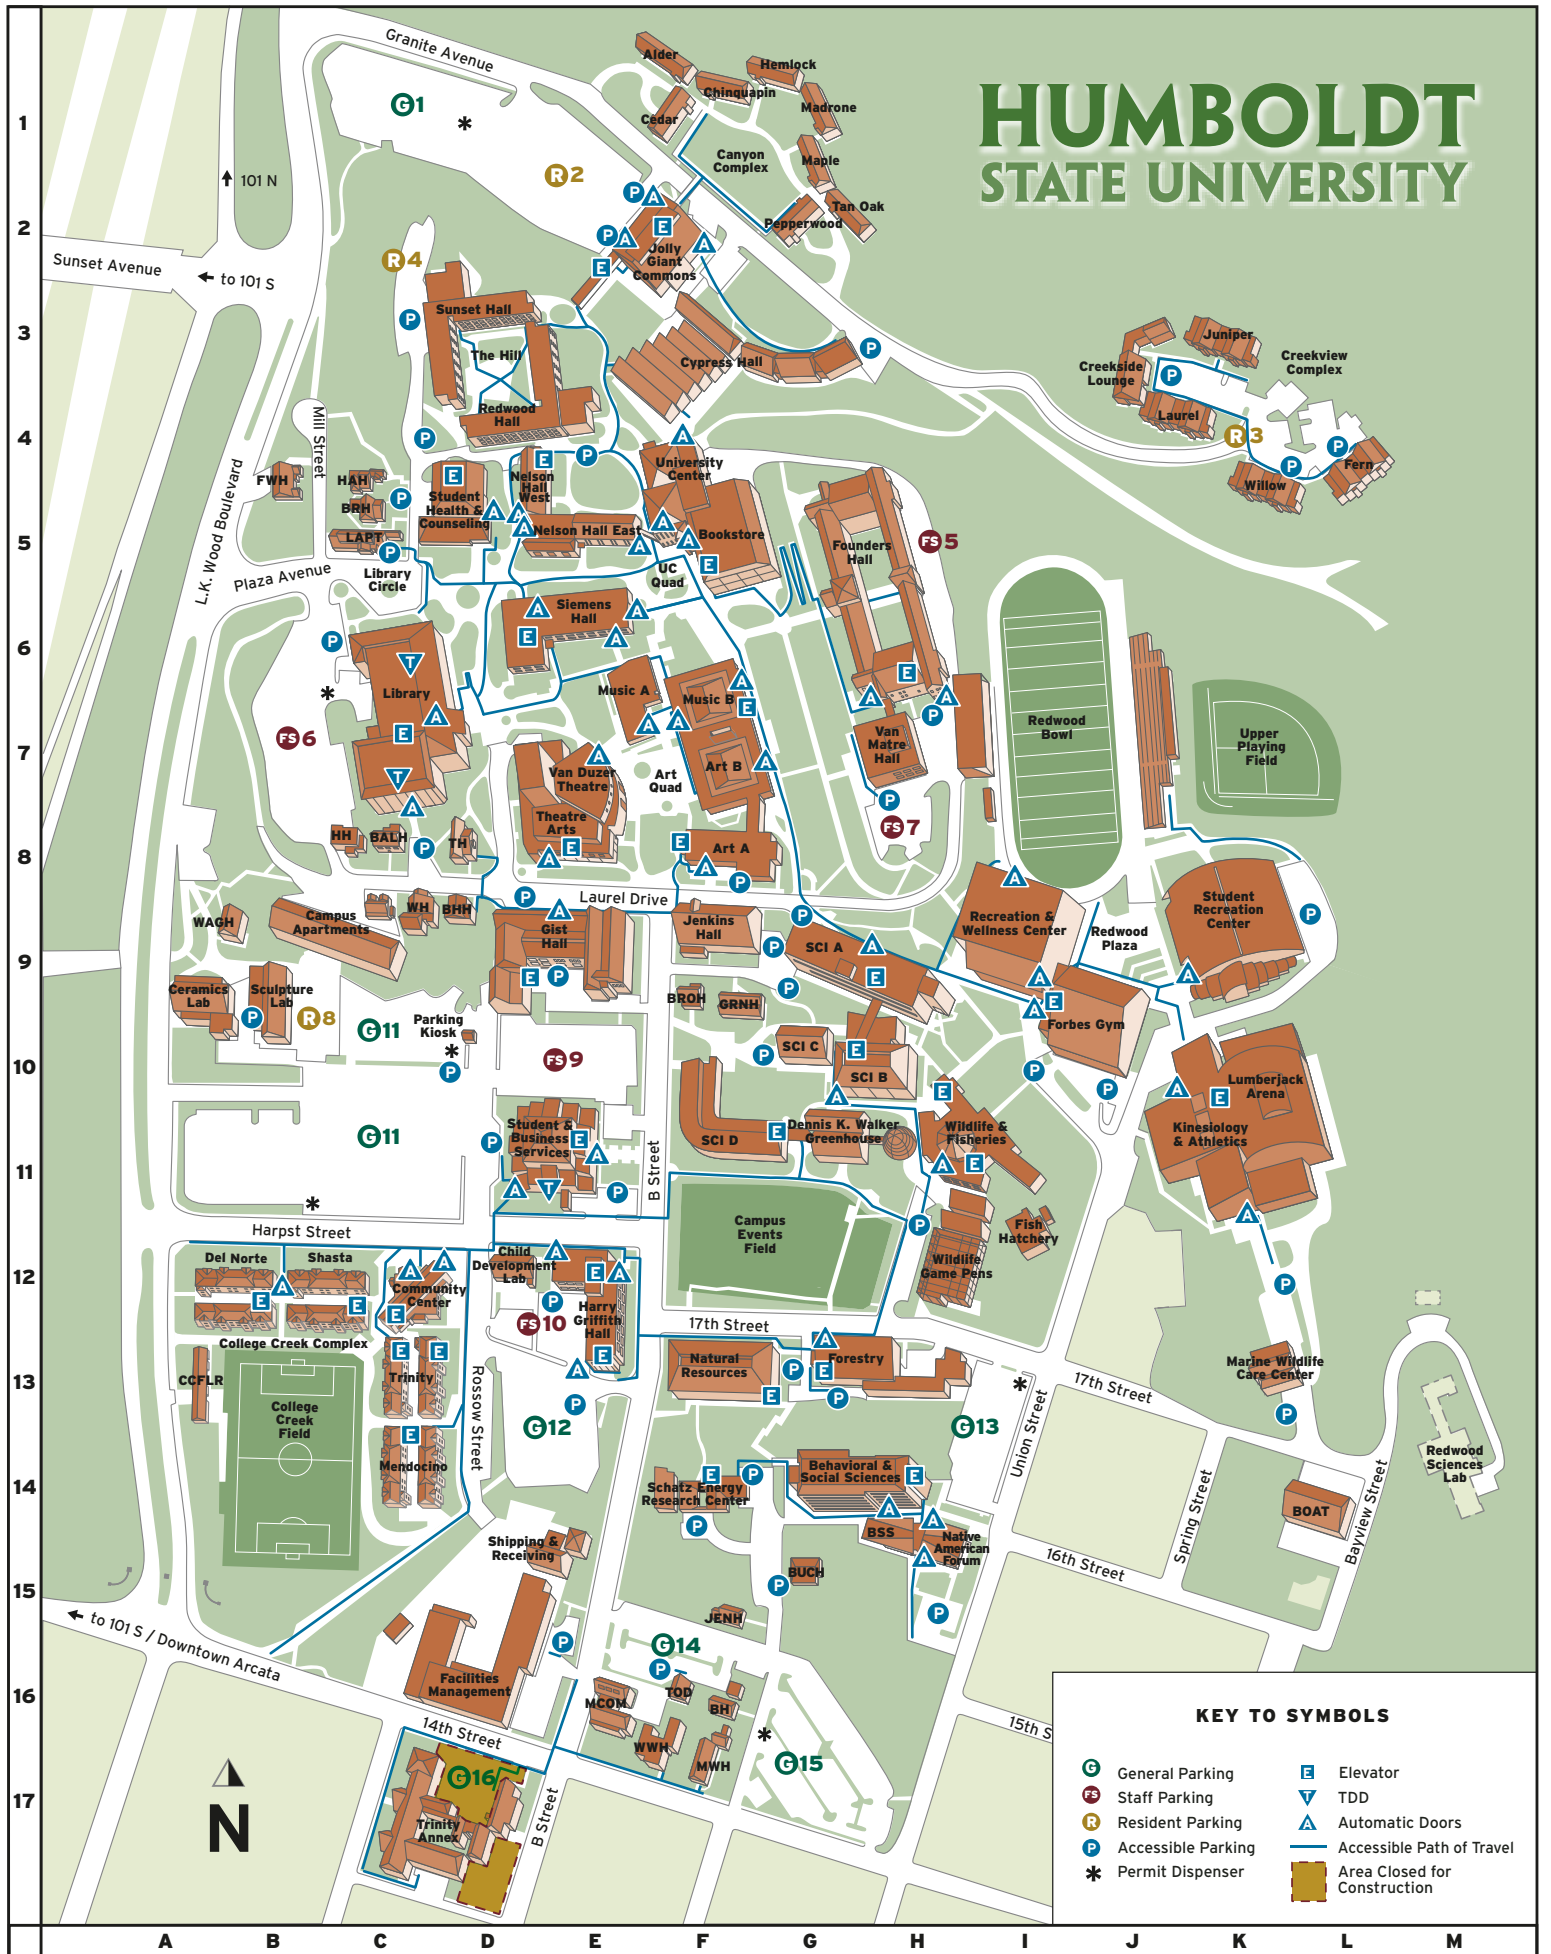 HUMBOLDT
STATE UNIVERSITY
Granite Avenue
G1
R2
101 N
Sunset Avenue
to 101 S
R4
Alder
Hemlock
Chinquapin
Madrone
Cedar
Canyon
Complex
Maple
Tan Oak
Pepperwood
Jolly
Giant
Commons
Sunset Hall
The Hill
Redwood
Hall
Cypress Hall
Juniper
Creekview
Complex
Creekside
Lounge
Laurel
R3
Fern
Willow
Mill Street
L.K. Wood Boulevard
FWH
HAH
BRH
LAPT
Library
Circle
Plaza Avenue
Student
Health &
Counseling
Nelson
Hall
West
Nelson Hall East
University
Center
Bookstore
UC
Quad
Founders
Hall
FS5
Siemens
Hall
Library
FS6
Music A
Music B
Art B
Art
Quad
Van
Matre
Hall
FS7
Redwood
Bowl
Upper
Playing
Field
Van Duzer
Theatre
Theatre
Arts
Art A
HH
BALH
TH
Laurel Drive
WAGH
Campus
Apartments
WH
BHH
Gist
Hall
Jenkins
Hall
SCI A
Recreation &
Wellness Center
Redwood
Plaza
Student
Recreation
Center
Ceramics
Lab
Sculpture
Lab
R8
G11
Parking
Kiosk
FS9
BROH
GRNH
SCI C
SCI B
Forbes Gym
Lumberjack
Arena
Kinesiology
& Athletics
G11
Student &
Business
Services
SCI D
Dennis K. Walker
Greenhouse
Wildlife &
Fisheries
B Street
Campus
Events
Field
Fish
Hatchery
Wildlife
Game Pens
Harpst Street
Del Norte
Shasta
Community
Center
Child
Development
Lab
FS10
Harry
Griffith
Hall
17th Street
College Creek Complex
CCFLR
Trinity
College
Creek
Field
Mendocino
Rossow Street
G12
Natural
Resources
Forestry
G13
Union Street
17th Street
Marine Wildlife
Care Center
Redwood
Sciences
Lab
Schatz Energy
Research Center
Behavioral &
Social Sciences
BSS
Native
American
Forum
Spring Street
BOAT
Bayview Street
16th Street
Shipping &
Receiving
BUCH
JENH
G14
to 101 S / Downtown Arcata
Facilities
Management
MCOM
TOD
BH
WWH
MWH
G15
15th S
14th Street
G16
Trinity
Annex
B Street
N
KEY TO SYMBOLS
G General Parking
FS Staff Parking
R Resident Parking
P Accessible Parking
* Permit Dispenser
E Elevator
T TDD
A Automatic Doors
Accessible Path of Travel
Area Closed for
Construction
1
2
3
4
5
6
7
8
9
10
11
12
13
14
15
16
17
A B C D E F G H I J K L M